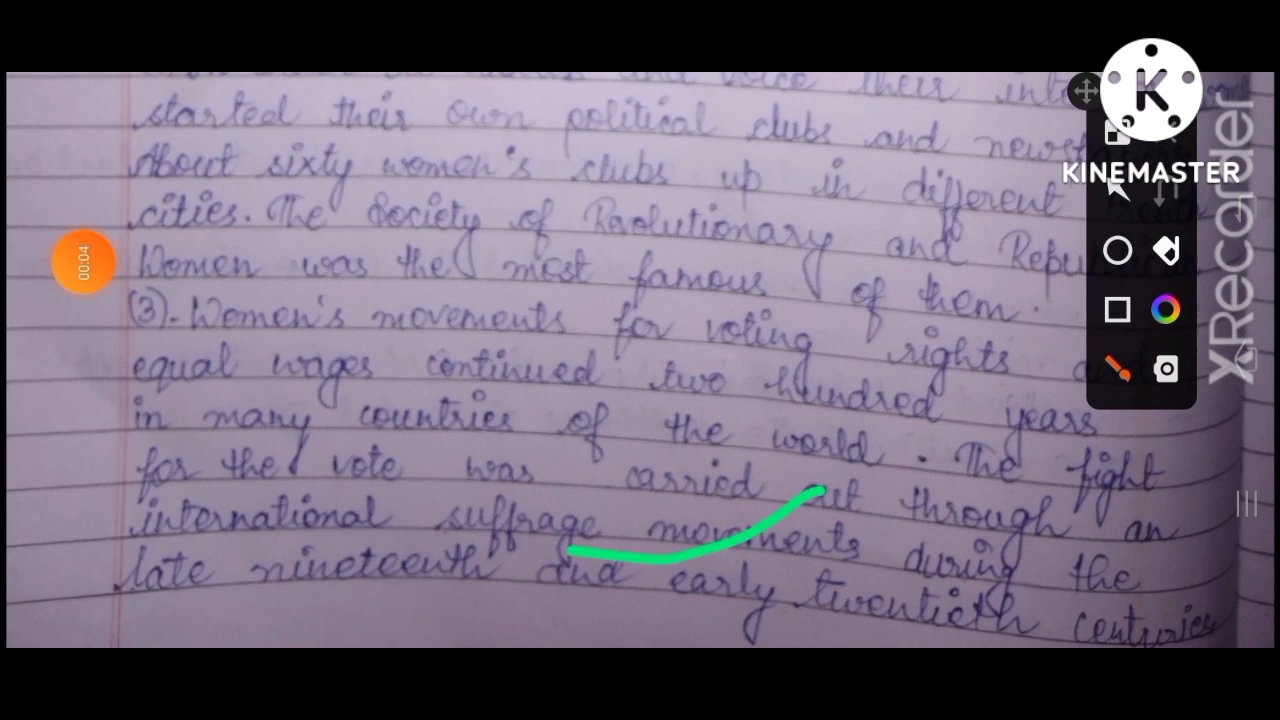 voice their
started their own political clubs and
About sixty women's clubs up in different
cities. The Society of Revolutionary and
Women was the most famous of them.
(3). Women's movements for voting rights
equal wages continued two hundred years
in many countries of the world. The fight
for the vote was carried out through an
international suffrage movments during the
late nineteenth and early twentieth centuries
00:04
K
KINEMASTER
XRecorder